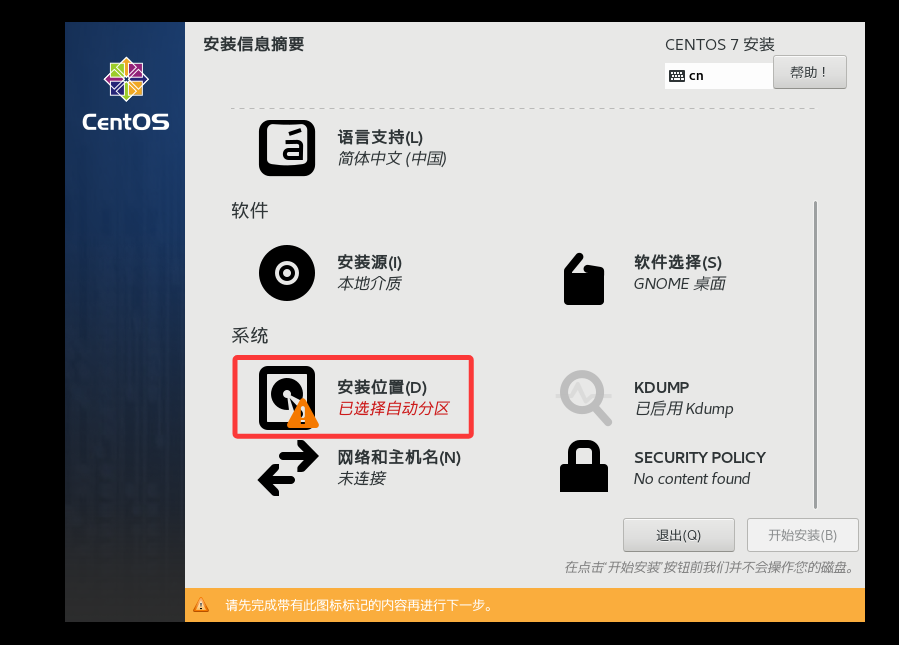 安装信息摘要
CENTOS 7 安装
cn
帮助！
CentOS
语言支持(L)
简体中文 (中国)
软件
安装源(I)
本地介质
软件选择(S)
GNOME 桌面
系统
安装位置(D)
已选择自动分区
KDUMP
已启用 Kdump
网络和主机名(N)
未连接
SECURITY POLICY
No content found
退出(Q)
开始安装(B)
在点击'开始安装'按钮前我们并不会操作您的磁盘。
请先完成带有此图标标记的内容再进行下一步。